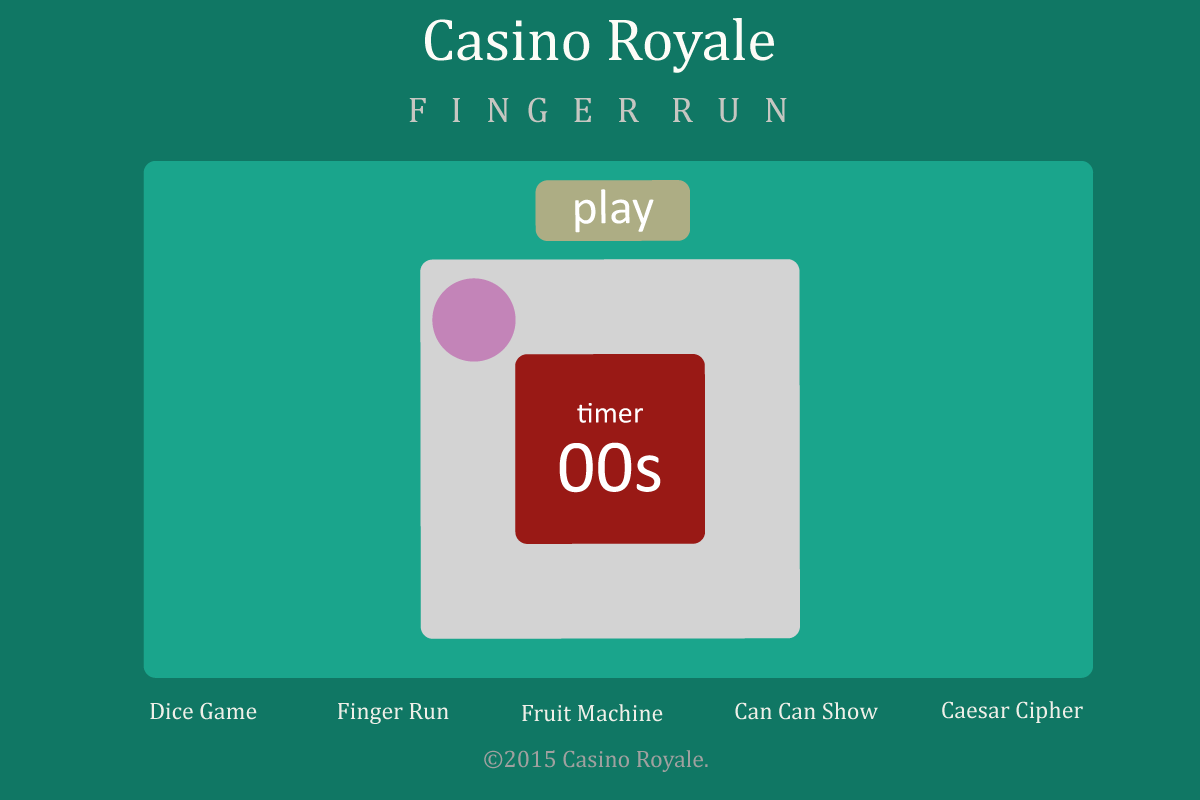 Casino Royale
FINGER RUN
play
timer
00s
Dice Game Finger Run Fruit Machine Can Can Show Caesar Cipher
©2015 Casino Royale.